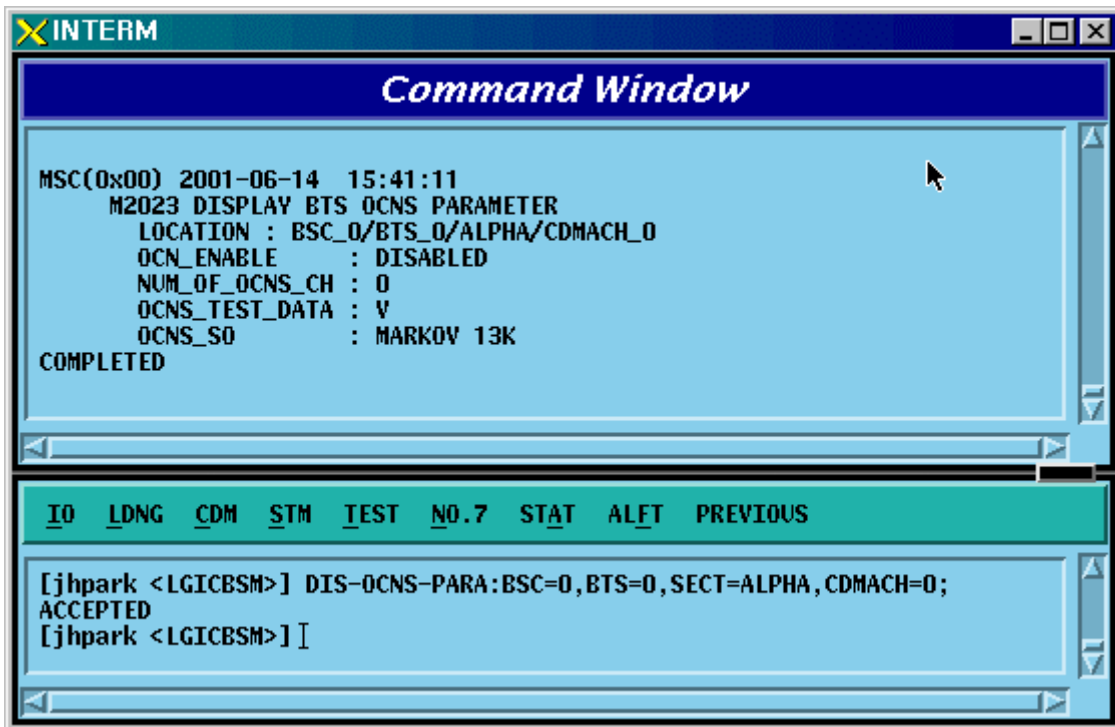 INTERM
Command Window
MSC(0x00) 2001-06-14 15:41:11
M2023 DISPLAY BTS OCNS PARAMETER
LOCATION : BSC_0/BTS_0/ALPHA/CDMACH_0
OCN_ENABLE : DISABLED
NUM_OF_OCNS_CH : 0
OCNS_TEST_DATA : V
OCNS_SO : MARKOV 13K
COMPLETED
IO LDNG CDM STM TEST NO.7 STAT ALFT PREVIOUS
[jhpark <LGICBSM>] DIS-OCNS-PARA:BSC=0,BTS=0,SECT=ALPHA,CDMACH=0;
ACCEPTED
[jhpark <LGICBSM>]